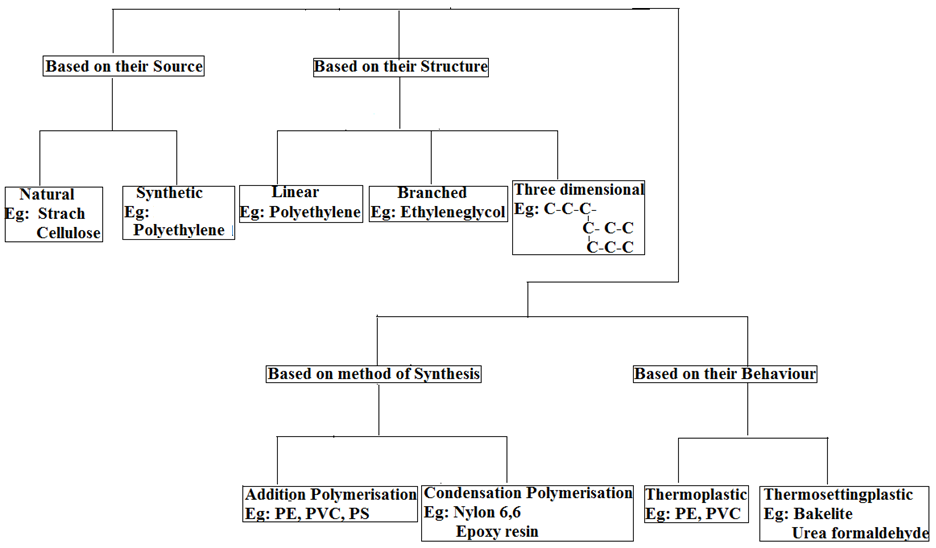 Based on their Source
Based on their Structure
Natural
Eg: Strach
Cellulose
Synthetic
Eg:
Polyethylene
Linear
Eg: Polyethylene
Branched
Eg: Ethyleneglycol
Three dimensional
Eg: C-C-C-
C- C-C
C-C-C
Based on method of Synthesis
Based on their Behaviour
Addition Polymerisation
Eg: PE, PVC, PS
Condensation Polymerisation
Eg: Nylon 6,6
Epoxy resin
Thermoplastic
Eg: PE, PVC
Thermosettingplastic
Eg: Bakelite
Urea formaldehyde